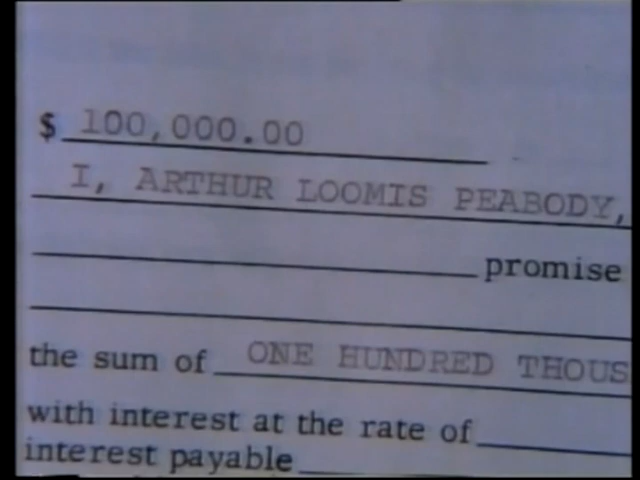 $ 100,000.00
I, ARTHUR LOOMIS PEABODY,
promise
the sum of ONE HUNDRED THOUS
with interest at the rate of
interest payable